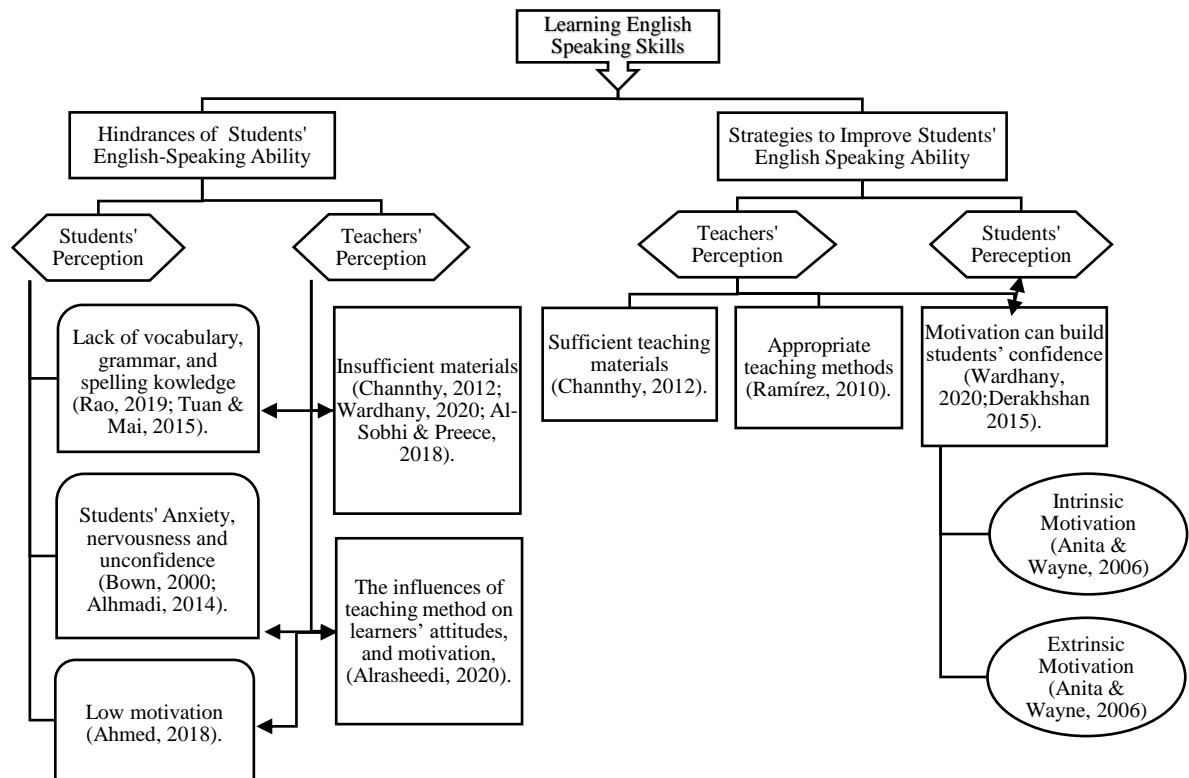 Learning English
Speaking Skills
Hindrances of Students'
English-Speaking Ability
Strategies to Improve Students'
English Speaking Ability
Students'
Perception
Teachers'
Perception
Teachers'
Perception
Students'
Pereception
Lack of vocabulary,
grammar, and
spelling kowledge
(Rao, 2019; Tuan &
Mai, 2015).
Insufficient materials
(Channthy, 2012;
Wardhany, 2020; Al-
Sobhi & Preece,
2018).
Sufficient teaching
materials
(Channthy, 2012).
Appropriate
teaching methods
(Ramírez, 2010).
Motivation can build
students’ confidence
(Wardhany,
2020;Derakhshan
2015).
Students' Anxiety,
nervousness and
unconfidence
(Bown, 2000;
Alhmadi, 2014).
The influences of
teaching method on
learners’ attitudes,
and motivation,
(Alrasheedi, 2020).
Intrinsic
Motivation
(Anita &
Wayne, 2006)
Low motivation
(Ahmed, 2018).
Extrinsic
Motivation
(Anita &
Wayne, 2006)